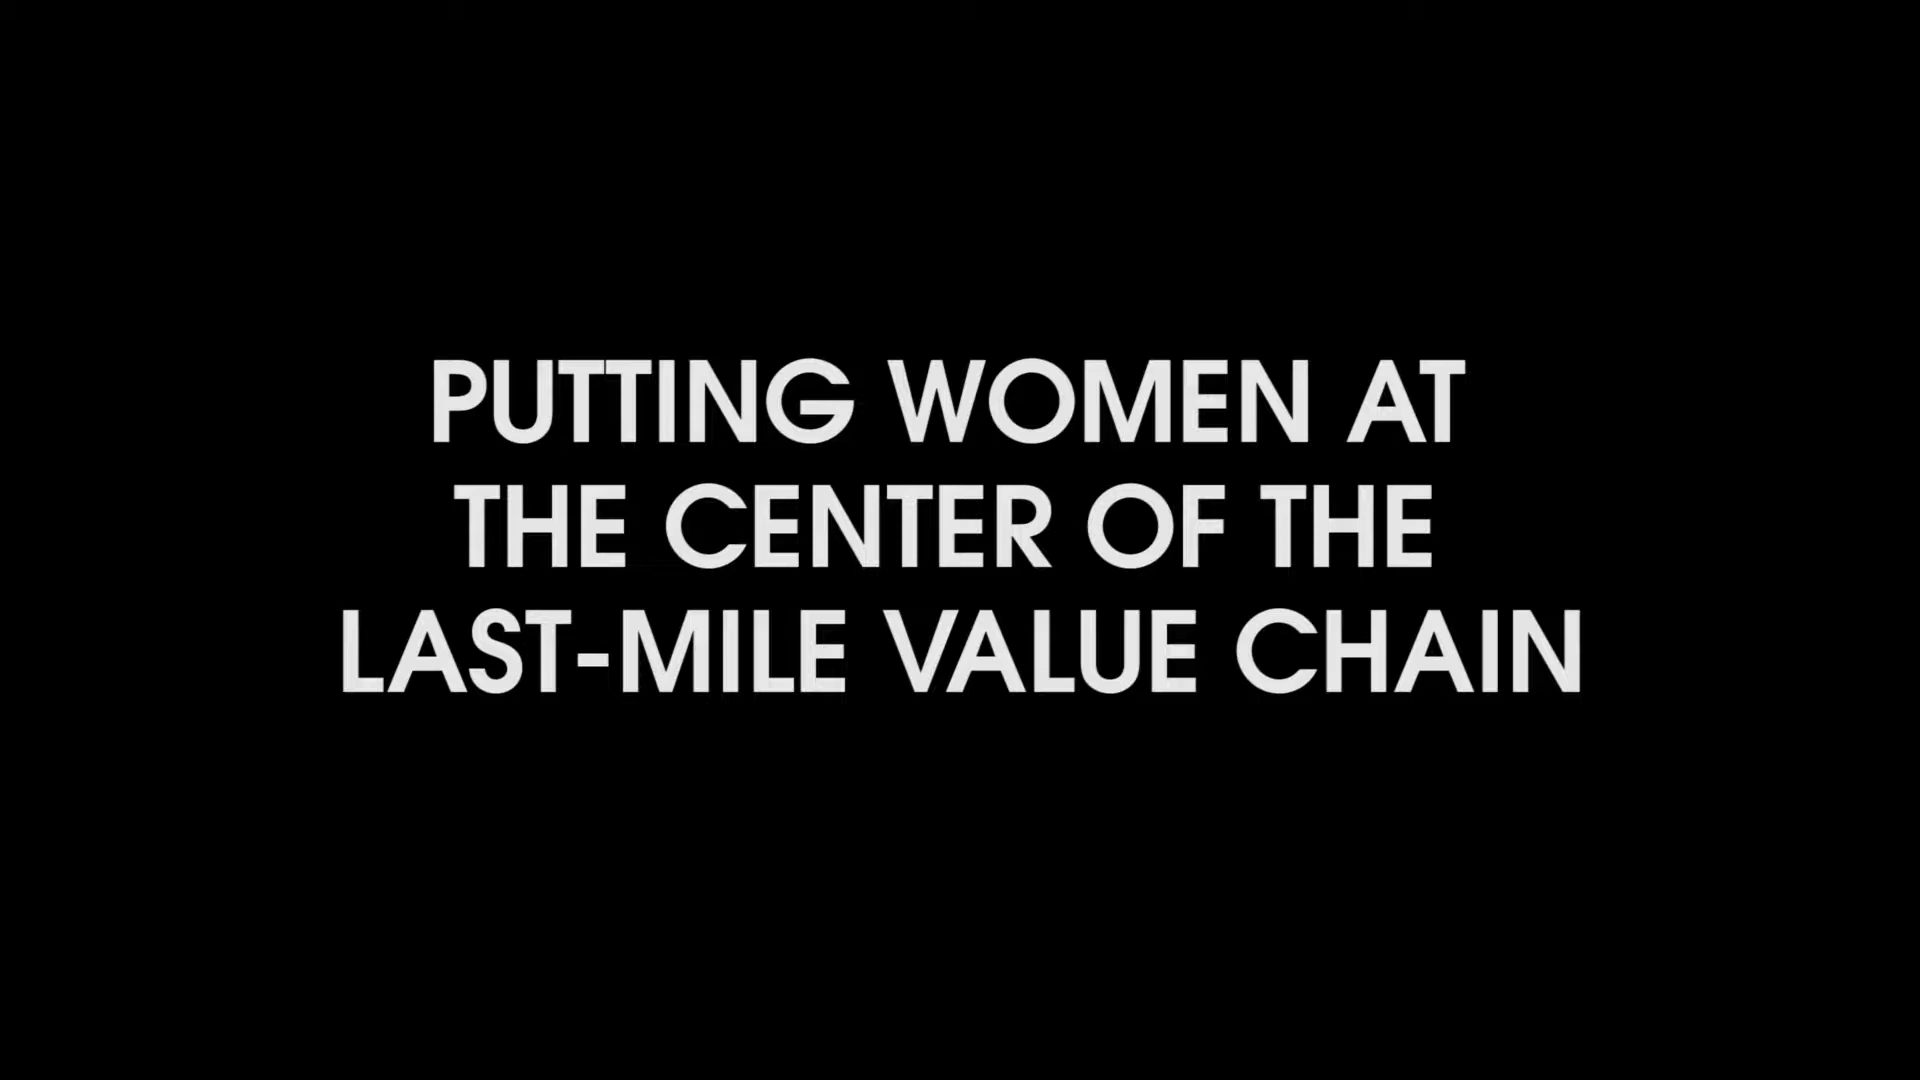 PUTTING WOMEN AT
THE CENTER OF THE
LAST-MILE VALUE CHAIN